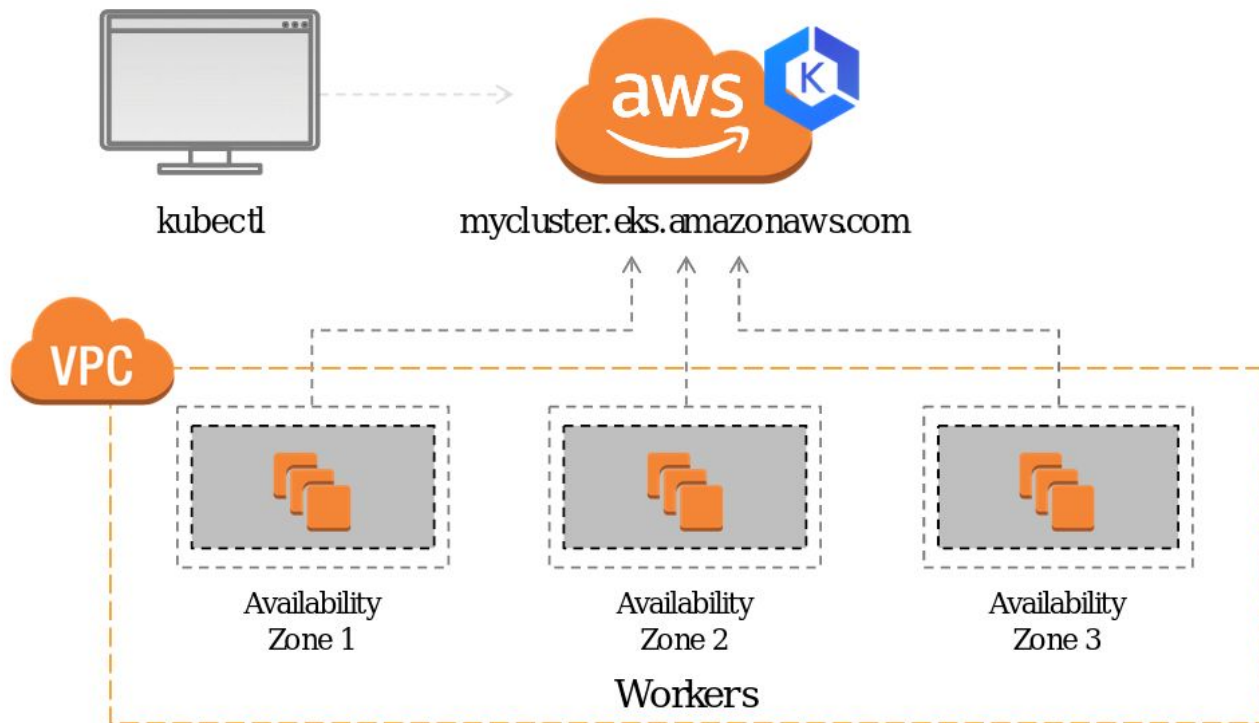 aws
K
kubectl
mycluster.eks.amazonaws.com
VPC
Availability
Zone 1
Availability
Zone 2
Availability
Zone 3
Workers